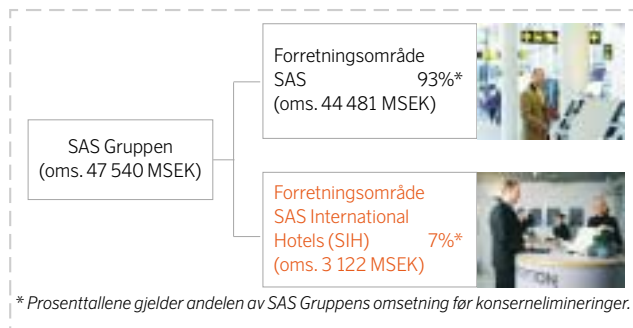 Forretningsområde
SAS 93%*
(oms. 44 481 MSEK)
SAS Gruppen
(oms. 47 540 MSEK)
Forretningsområde
SAS International
Hotels (SIH) 7%*
(oms. 3 122 MSEK)
* Prosenttallene gjelder andelen av SAS Gruppens omsetning før konsernelimineringer.